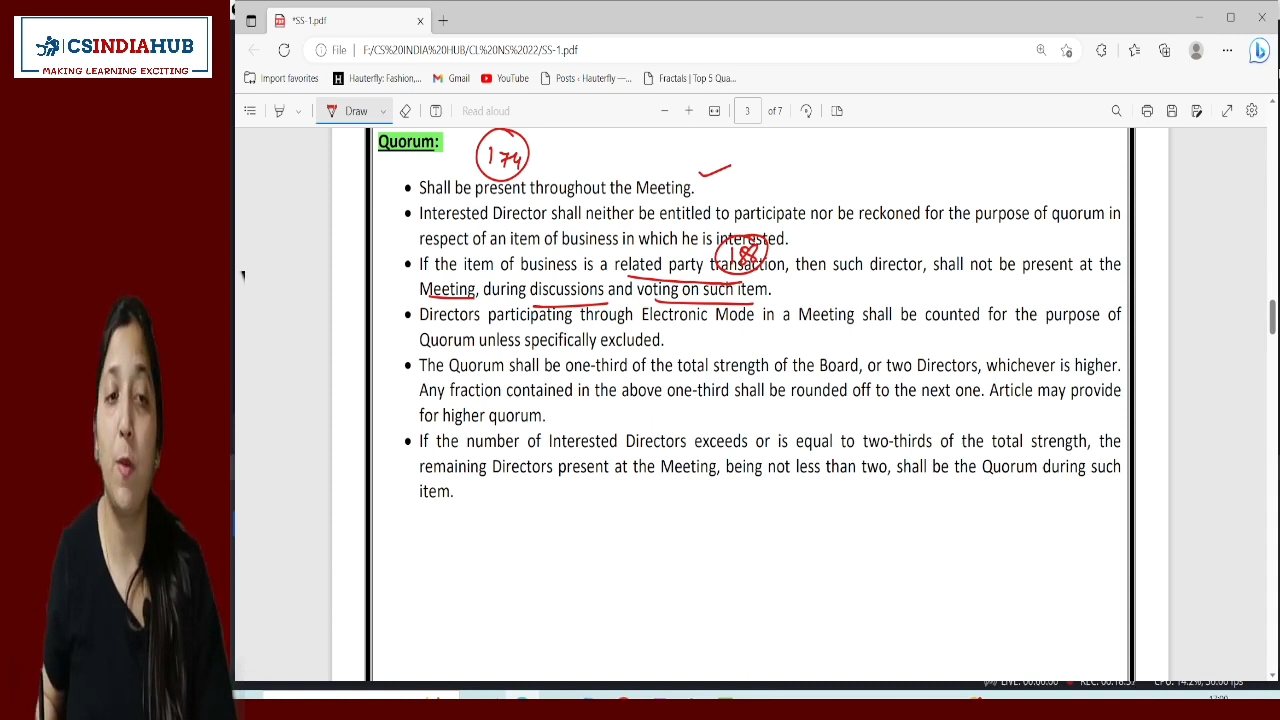 CSINDIAHUB
MAKING LEARNING EXCITING
*SS-1.pdf
File F:/CS%20INDIA%20HUB/CL%20NS%2022/SS-1.pdf
Import favorites Hauterfly: Fashion,... Gmail YouTube Posts ‹ Hauterfly —... Fractals | Top 5 Qua...
Draw Read aloud 3 of 7
Quorum:
174
• Shall be present throughout the Meeting.
• Interested Director shall neither be entitled to participate nor be reckoned for the purpose of quorum in
respect of an item of business in which he is interested.
188
• If the item of business is a related party transaction, then such director, shall not be present at the
Meeting, during discussions and voting on such item.
• Directors participating through Electronic Mode in a Meeting shall be counted for the purpose of
Quorum unless specifically excluded.
• The Quorum shall be one-third of the total strength of the Board, or two Directors, whichever is higher.
Any fraction contained in the above one-third shall be rounded off to the next one. Article may provide
for higher quorum.
• If the number of Interested Directors exceeds or is equal to two-thirds of the total strength, the
remaining Directors present at the Meeting, being not less than two, shall be the Quorum during such
item.